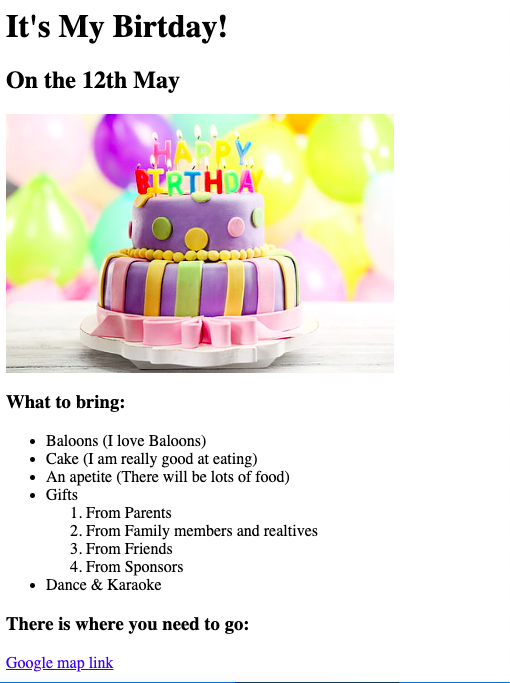 It's My Birtday!
On the 12th May
HAPPY
BIRTHDAY
What to bring:
• Baloons (I love Baloons)
• Cake (I am really good at eating)
• An apetite (There will be lots of food)
• Gifts
1. From Parents
2. From Family members and realtives
3. From Friends
4. From Sponsors
• Dance & Karaoke
There is where you need to go:
Google map link